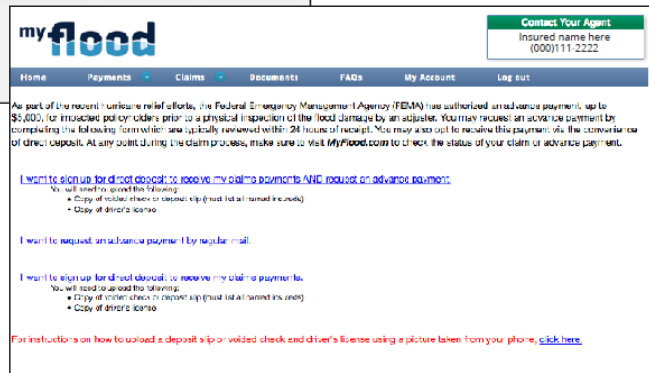 my flood
Contact Your Agent
Insured name here
(000)111-2222
Home Payments Claims Documents FAQs My Account Log out
As part of the recent hurricane relief efforts, the Federal Emergency Management Agency (FEMA) has authorized an advance payment, up to
$5,000, for impacted policyholders prior to a physical inspection of the flood damage by an adjuster. You may request an advance payment by
completing the following form which are typically reviewed within 24 hours of receipt. You may also opt to receive this payment via the convenience
of direct deposit. At any point during the claim process, make sure to visit MyFlood.com to check the status of your claim or advance payment.
I want to sign up for direct deposit to receive my claims payments AND request an advance payment.
You will need to upload the following:
• Copy of voided check or deposit slip (must list all named insureds)
• Copy of driver's license
I want to request an advance payment by regular mail.
I want to sign up for direct deposit to receive my claims payments.
You will need to upload the following:
• Copy of voided check or deposit slip (must list all named insureds)
• Copy of driver's license
For instructions on how to upload a deposit slip or voided check and driver's license using a picture taken from your phone, click here.